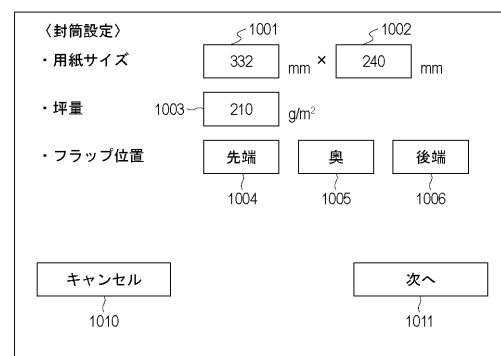 〈封筒設定〉
1001 1002
・用紙サイズ 332 mm × 240 mm
・坪量 1003 210 g/m²
・フラップ位置 先端 奥 後端
1004 1005 1006
キャンセル 次へ
1010 1011